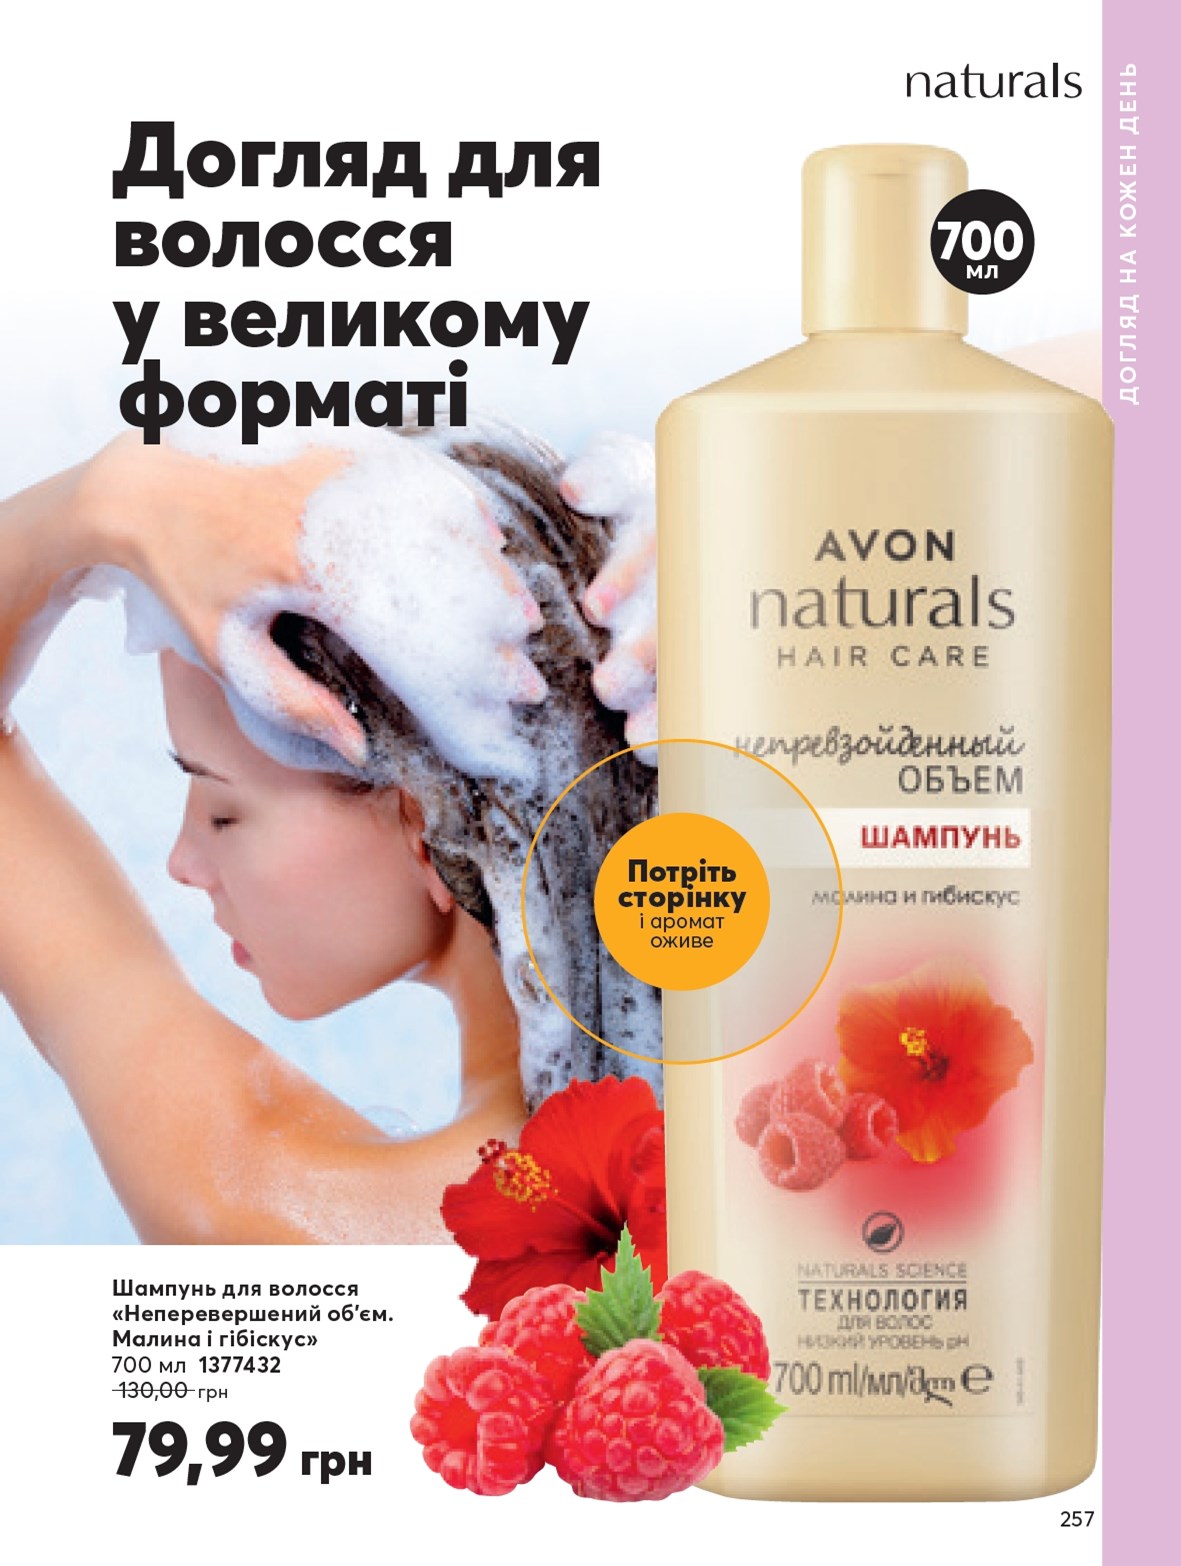 naturals
ДОГЛЯД НА КОЖЕН ДЕНЬ
Догляд для
волосся
у великому
форматі
700
мл
AVON
naturals
HAIR CARE
непревзойденный
ОБЪЕМ
ШАМПУНЬ
малина и гибискус
Потріть
сторінку
і аромат
оживе
NATURALS SCIENCE
ТЕХНОЛОГИЯ
ДЛЯ ВОЛОС
НИЗКИЙ УРОВЕНЬ pH
700 ml/мл/მლ e
Шампунь для волосся
«Неперевершений об’єм.
Малина і гібіскус»
700 мл 1377432
130,00 грн
79,99 грн
257